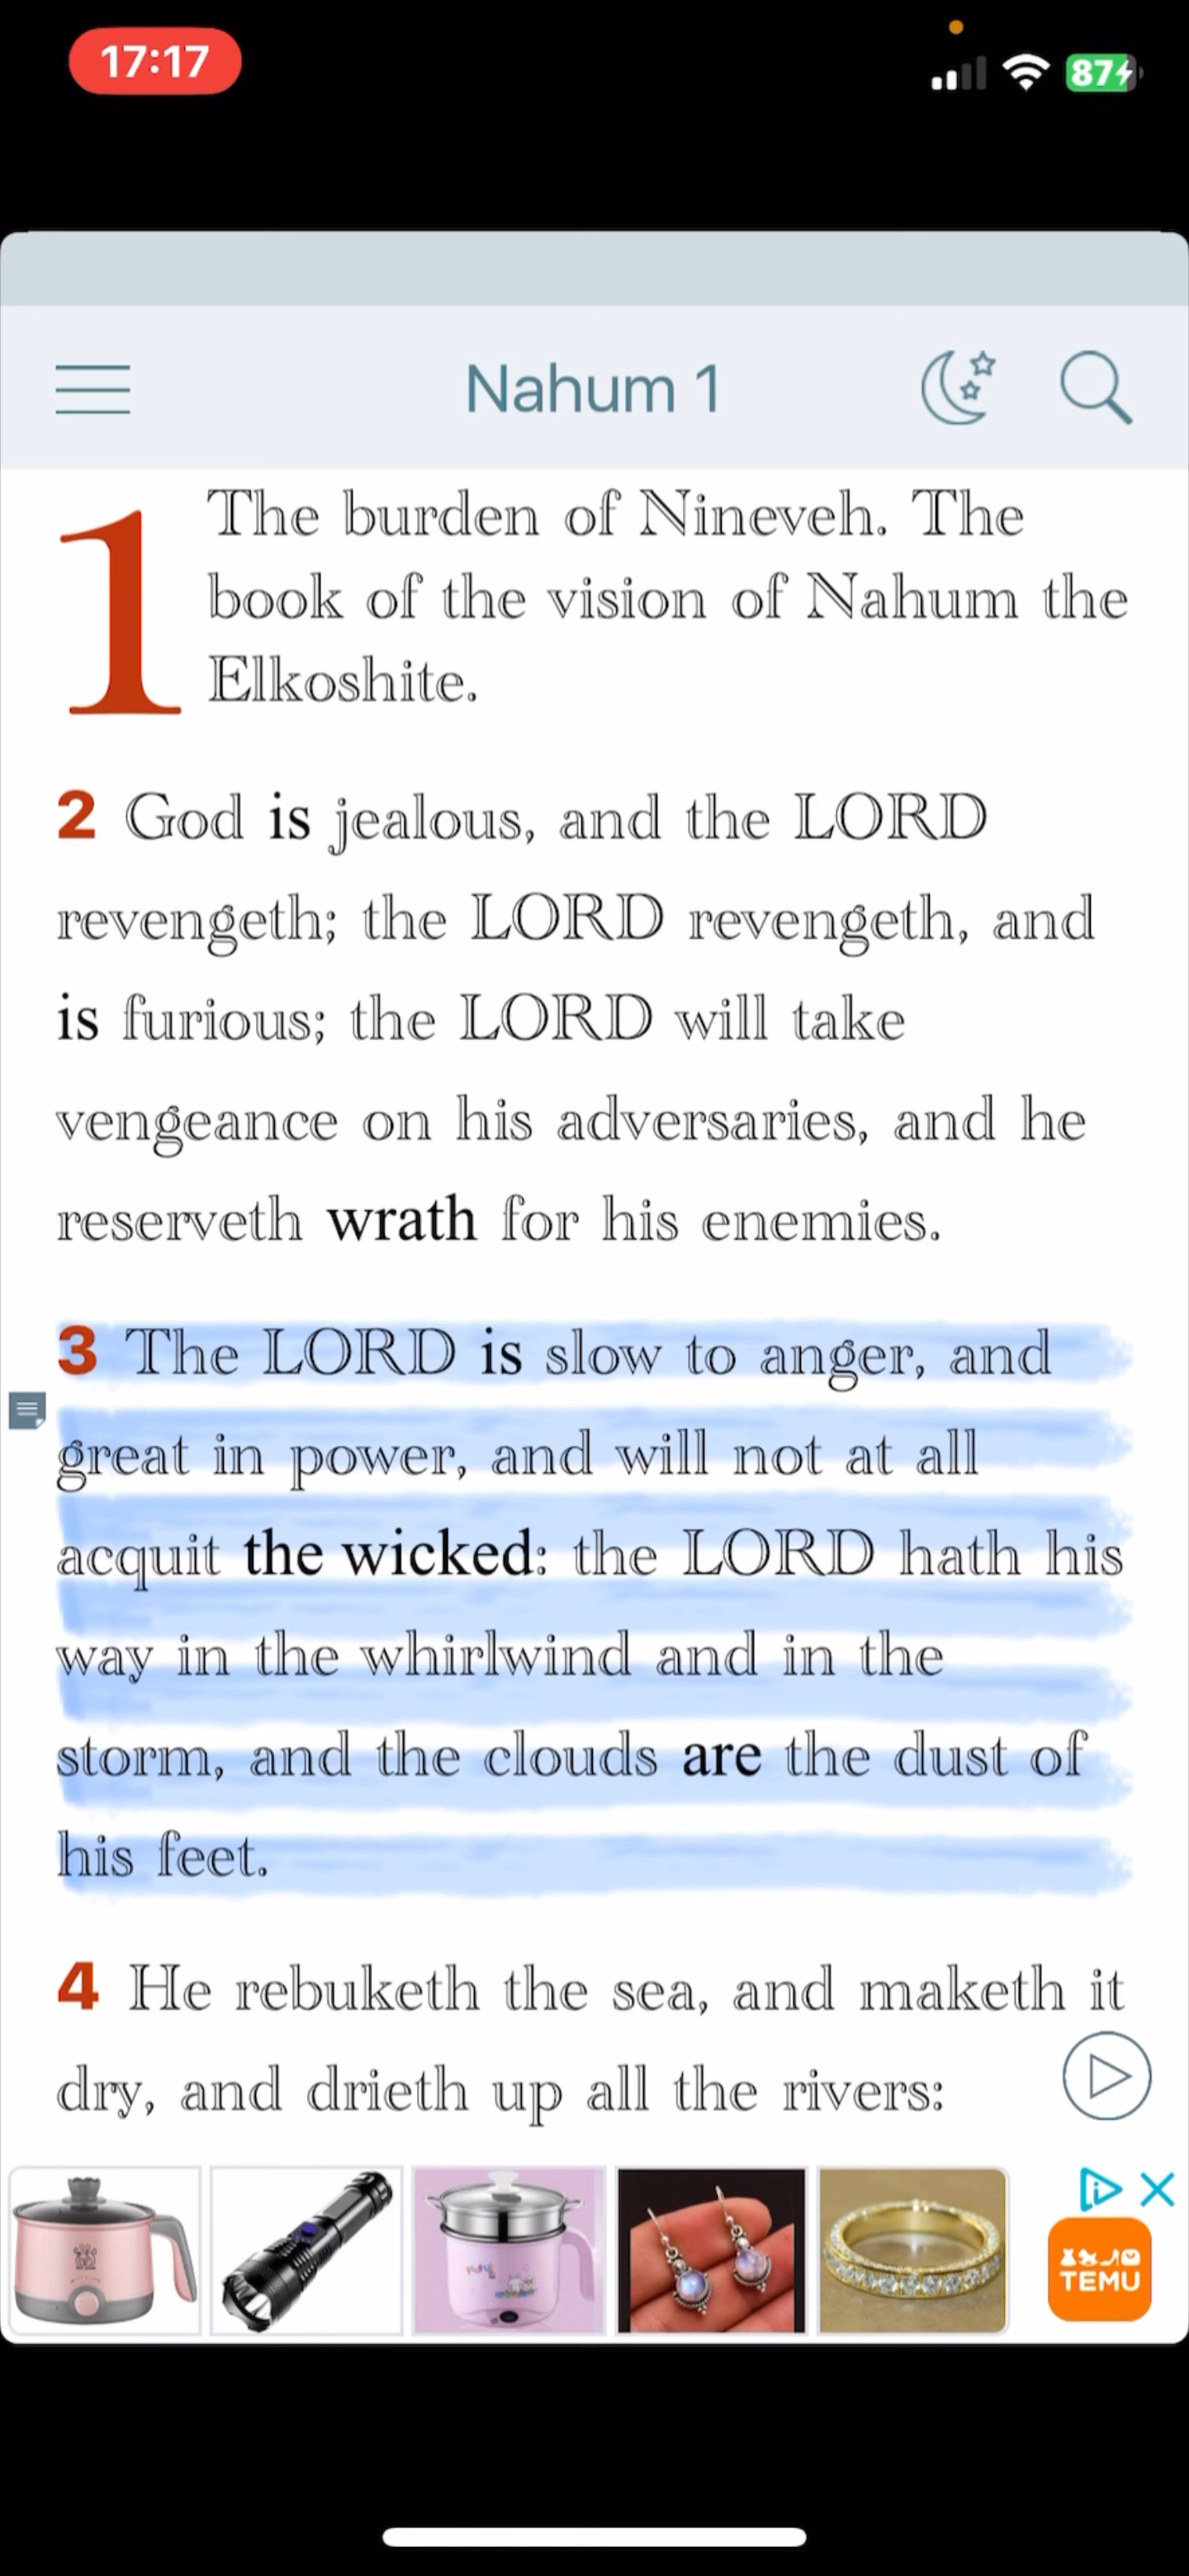 17:17
87
Nahum 1
1 The burden of Nineveh. The
book of the vision of Nahum the
Elkoshite.
2 God is jealous, and the LORD
revengeth; the LORD revengeth, and
is furious; the LORD will take
vengeance on his adversaries, and he
reserveth wrath for his enemies.
3 The LORD is slow to anger, and
great in power, and will not at all
acquit the wicked: the LORD hath his
way in the whirlwind and in the
storm, and the clouds are the dust of
his feet.
4 He rebuketh the sea, and maketh it
dry, and drieth up all the rivers:
TEMU